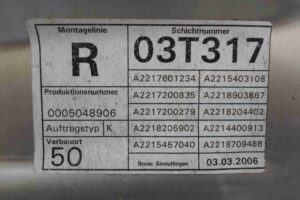 Montagelinie Schichtnummer
R 03T317
A2217601234 A2215403108
Produktionsnummer A2217200835 A2218903867
0005048906 A2217200279 A2218204402
Auftragstyp K A2218205902 A2214400913
Verbauort A2215457040 A2218709486
50 Brose Sindelfingen 03.03.2006